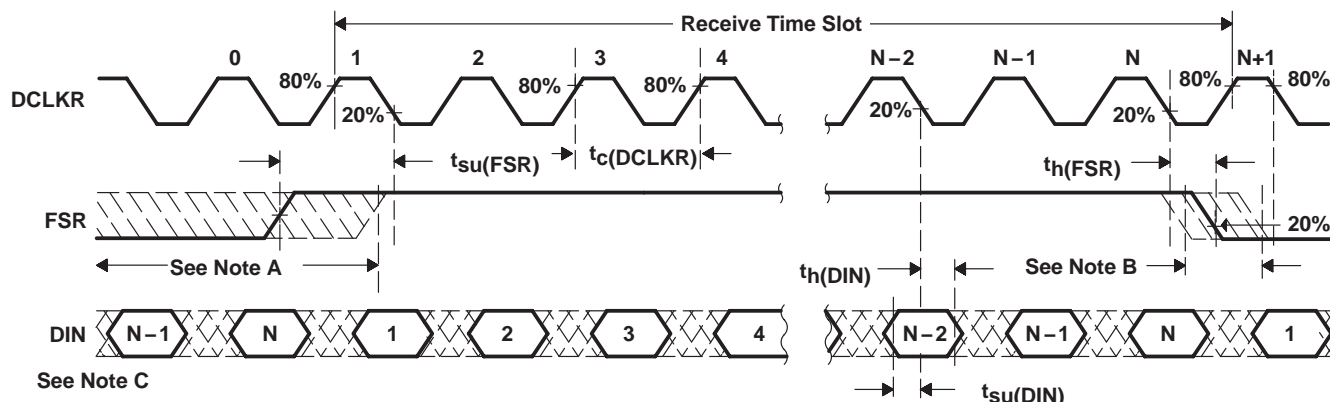 Receive Time Slot
0 1 2 3 4 N–2 N–1 N N+1
80% 80% 80% 80% 80%
DCLKR
20% 20% 20%
tsu(FSR) tc(DCLKR) th(FSR)
FSR
20%
See Note A See Note B
th(DIN)
DIN N–1 N 1 2 3 4 N–2 N–1 N 1
See Note C
tsu(DIN)